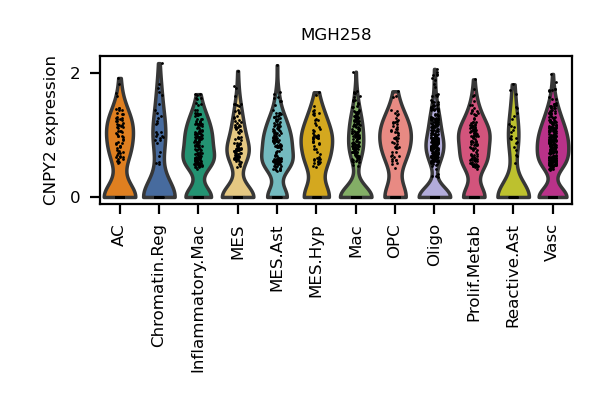 MGH258
CNPY2 expression
2
0
AC
Chromatin.Reg
Inflammatory.Mac
MES
MES.Ast
MES.Hyp
Mac
OPC
Oligo
Prolif.Metab
Reactive.Ast
Vasc